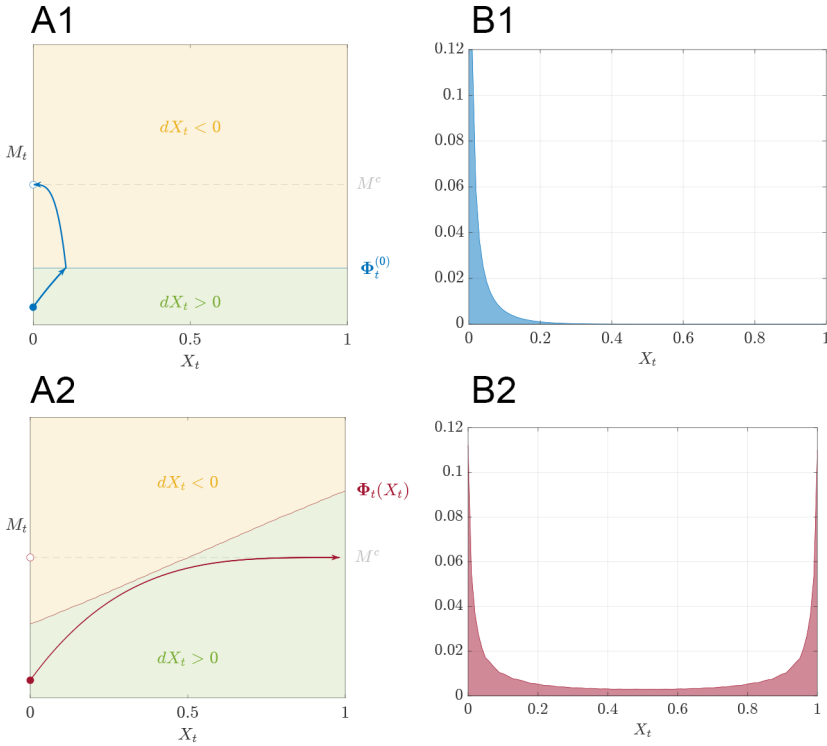 A1
dX_t < 0
M_t
M^c
Φ_t^{(0)}
dX_t > 0
0
0.5
1
X_t
B1
0.12
0.1
0.08
0.06
0.04
0.02
0
0
0.2
0.4
0.6
0.8
1
X_t
A2
dX_t < 0
Φ_t(X_t)
M_t
M^c
dX_t > 0
0
0.5
1
X_t
B2
0.12
0.1
0.08
0.06
0.04
0.02
0
0
0.2
0.4
0.6
0.8
1
X_t